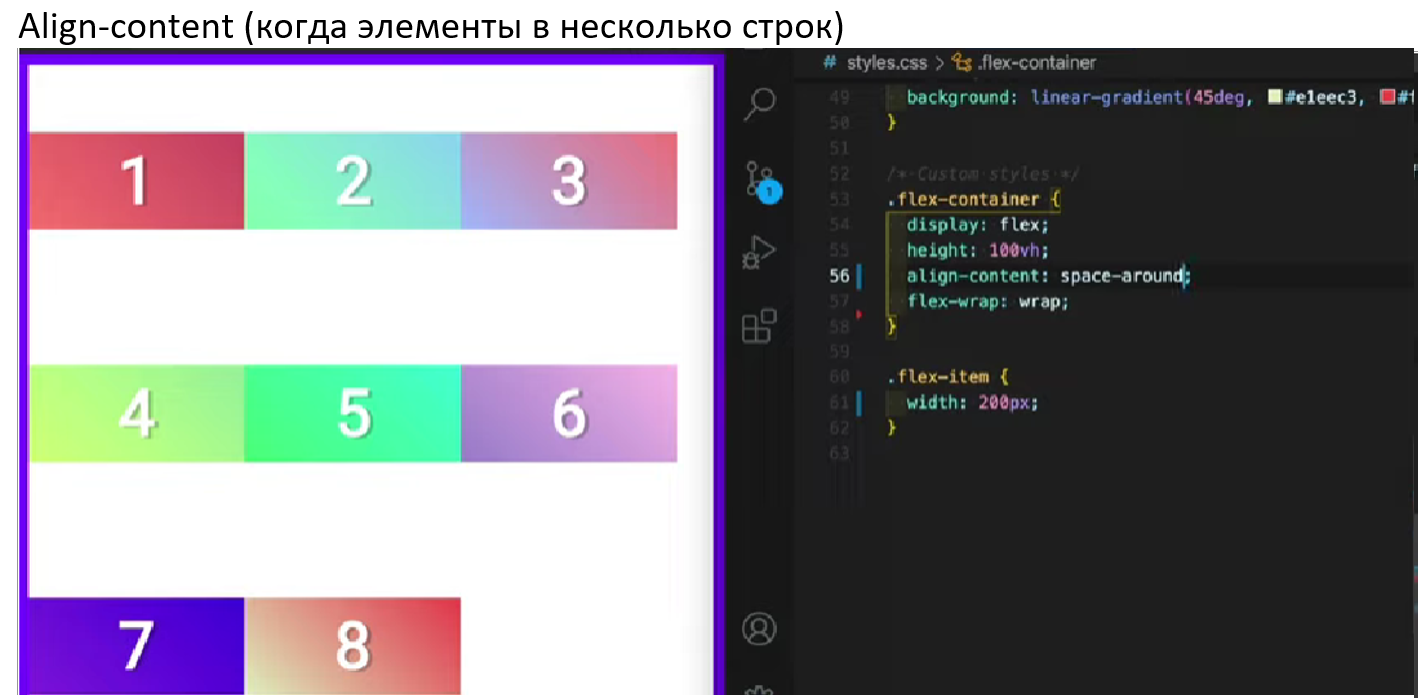 Align-content (когда элементы в несколько строк)
1 2 3
4 5 6
7 8
1
# styles.css > .flex-container
49 background: linear-gradient(45deg, #e1eec3,
50 }
51
52 /* Custom styles */
53 .flex-container {
54 display: flex;
55 height: 100vh;
56 align-content: space-around;
57 flex-wrap: wrap;
58 }
59
60 .flex-item {
61 width: 200px;
62 }
63